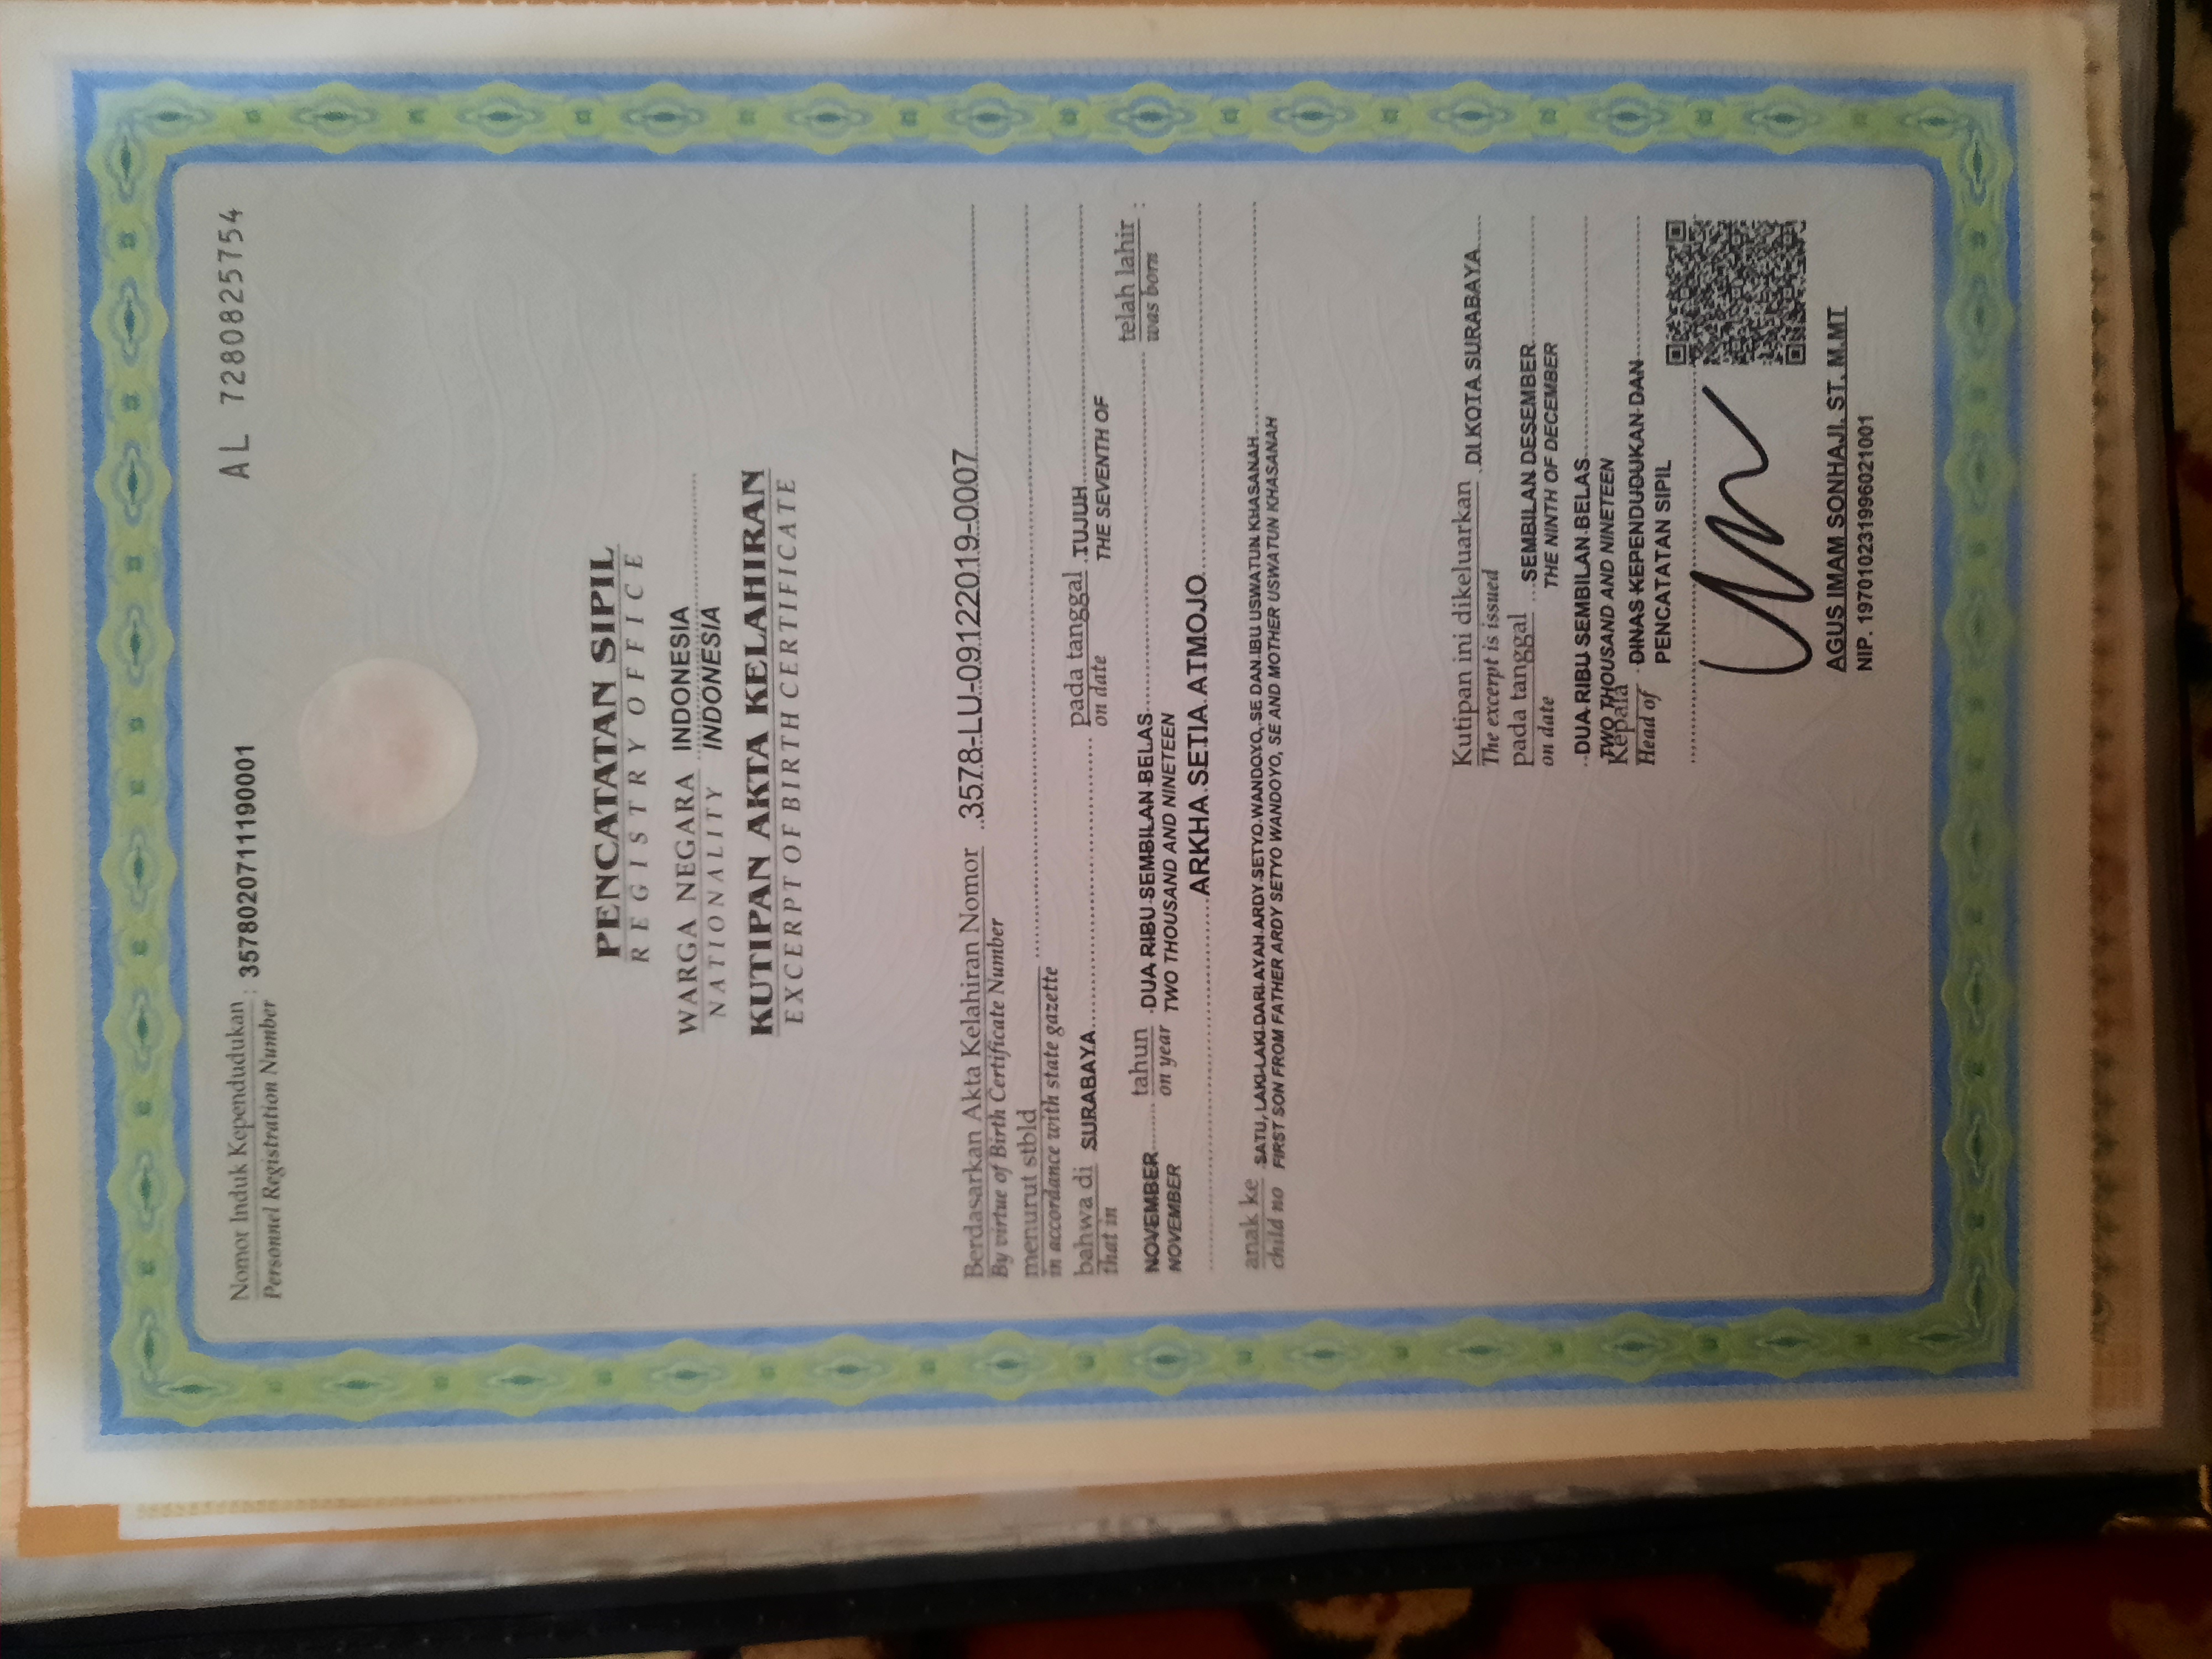 Nomor Induk Kependudukan : 3578020711190001
Personnel Registration Number
AL 7280825754
PENCATATAN SIPIL
REGISTRY OFFICE
WARGA NEGARA INDONESIA
NATIONALITY INDONESIA
KUTIPAN AKTA KELAHIRAN
EXCERPT OF BIRTH CERTIFICATE
Berdasarkan Akta Kelahiran Nomor 3578-LU-09122019-0007
By virtue of Birth Certificate Number
menurut stbld
in accordance with state gazette
bahwa di SURABAYA pada tanggal TUJUH
that in on date THE SEVENTH OF
NOVEMBER tahun DUA RIBU SEMBILAN BELAS telah lahir :
NOVEMBER on year TWO THOUSAND AND NINETEEN was born
ARKHA SETIA ATMOJO
anak ke SATU, LAKI-LAKI DARI AYAH ARDY SETYO WANDOYO, SE DAN IBU USWATUN KHASANAH
child no FIRST SON FROM FATHER ARDY SETYO WANDOYO, SE AND MOTHER USWATUN KHASANAH
Kutipan ini dikeluarkan DI KOTA SURABAYA
The excerpt is issued
pada tanggal SEMBILAN DESEMBER
on date THE NINTH OF DECEMBER
DUA RIBU SEMBILAN BELAS
TWO THOUSAND AND NINETEEN
Kepala DINAS KEPENDUDUKAN DAN
Head of PENCATATAN SIPIL
AGUS IMAM SONHAJI, ST. M.MT
NIP. 197010231996021001